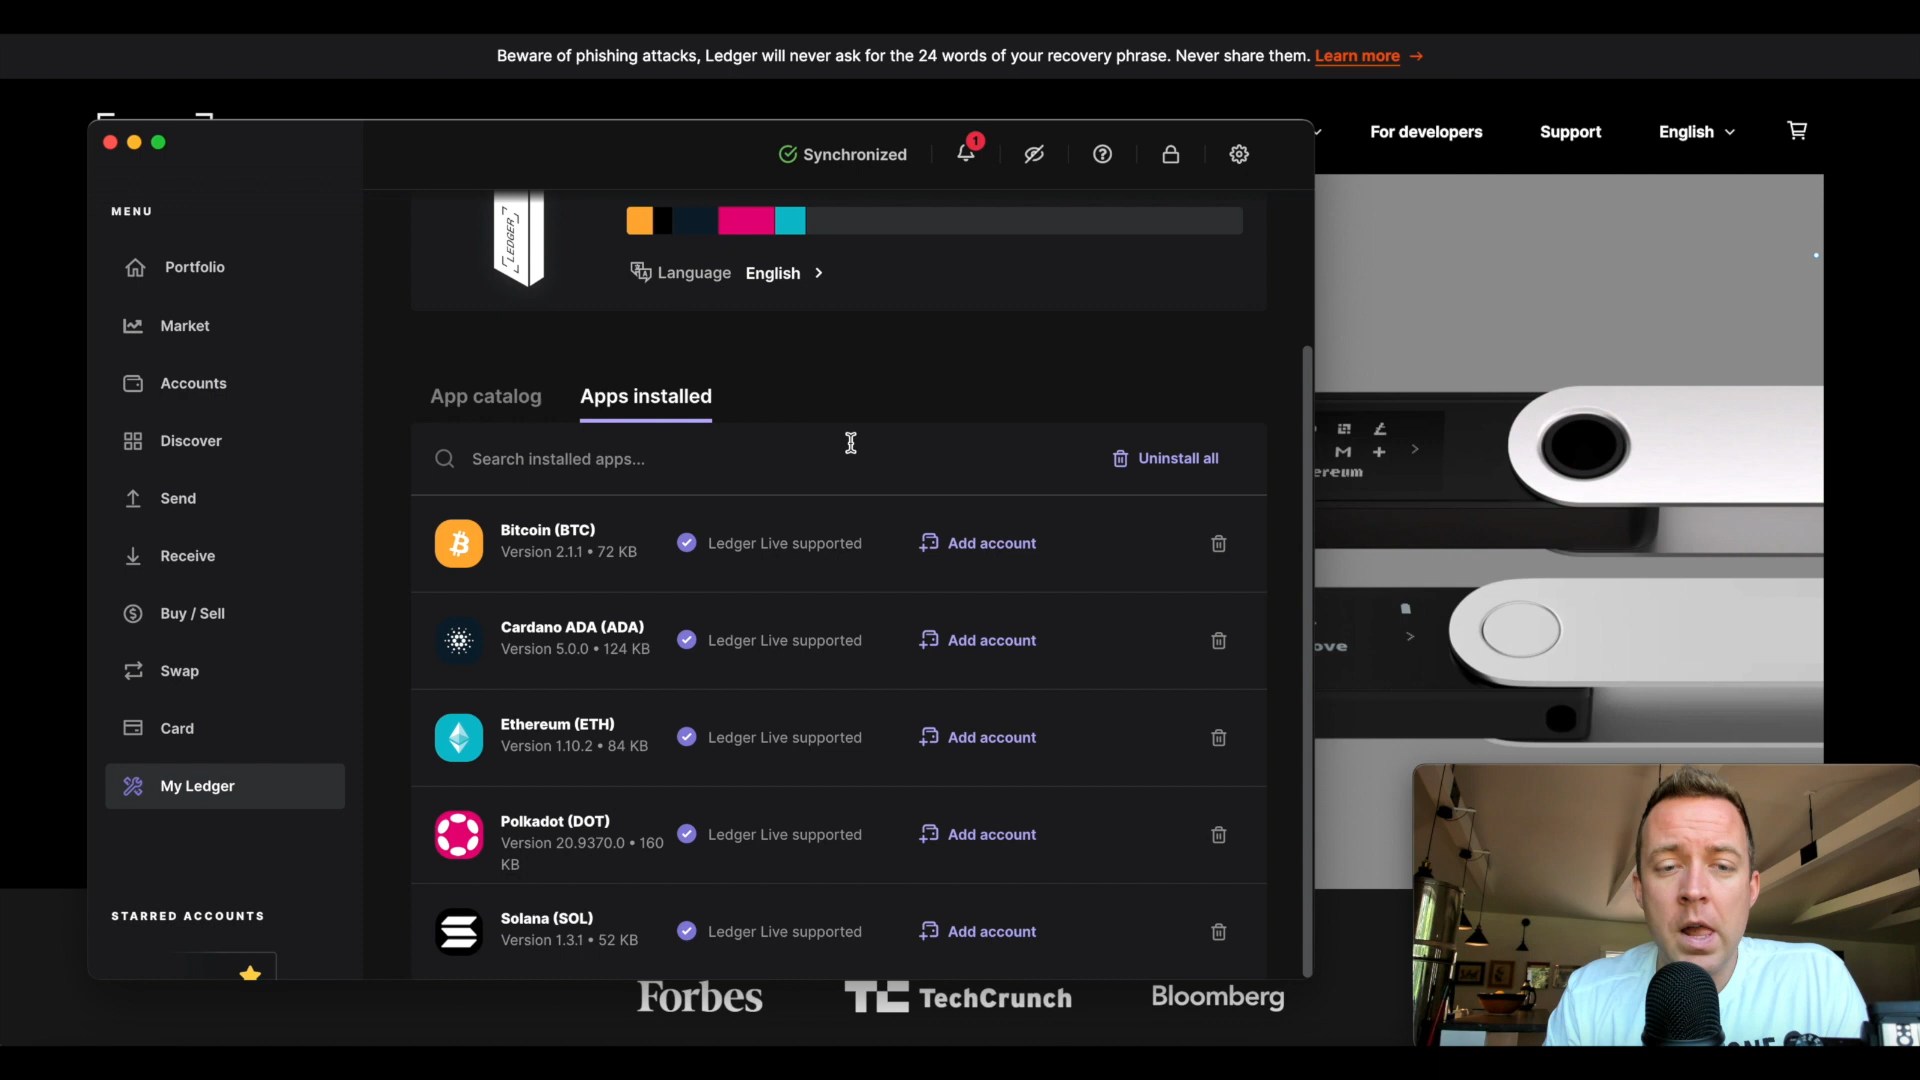 Beware of phishing attacks, Ledger will never ask for the 24 words of your recovery phrase. Never share them. Learn more →
For developers
Support
English
Synchronized
1
MENU
Portfolio
Market
Accounts
Discover
Send
Receive
Buy / Sell
Swap
Card
My Ledger
STARRED ACCOUNTS
LEDGER
Language English
App catalog
Apps installed
Search installed apps...
Uninstall all
Bitcoin (BTC)
Version 2.1.1 • 72 KB
Ledger Live supported
Add account
Cardano ADA (ADA)
Version 5.0.0 • 124 KB
Ledger Live supported
Add account
Ethereum (ETH)
Version 1.10.2 • 84 KB
Ledger Live supported
Add account
Polkadot (DOT)
Version 20.9370.0 • 160
KB
Ledger Live supported
Add account
Solana (SOL)
Version 1.3.1 • 52 KB
Ledger Live supported
Add account
ereum
ove
Forbes
TC TechCrunch
Bloomberg